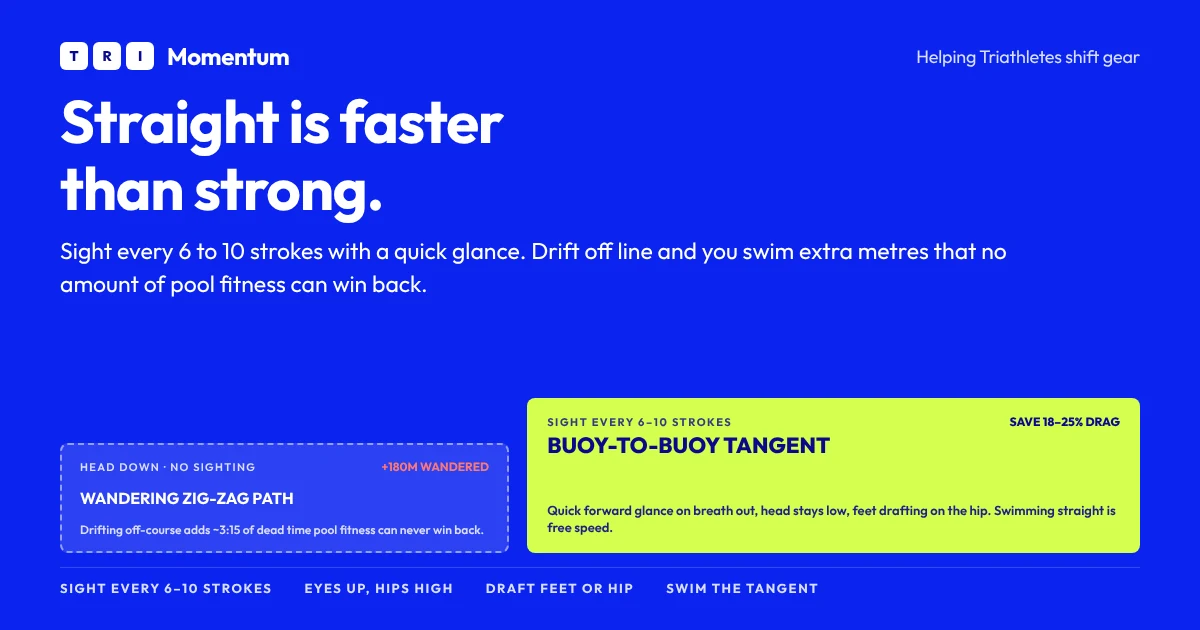 T R I Momentum
Helping Triathletes shift gear
Straight is faster
than strong.
Sight every 6 to 10 strokes with a quick glance. Drift off line and you swim extra metres that no
amount of pool fitness can win back.
HEAD DOWN · NO SIGHTING
+180M WANDERED
WANDERING ZIG-ZAG PATH
Drifting off-course adds ~3:15 of dead time pool fitness can never win back.
SIGHT EVERY 6–10 STROKES
SAVE 18–25% DRAG
BUOY-TO-BUOY TANGENT
Quick forward glance on breath out, head stays low, feet drafting on the hip. Swimming straight is
free speed.
SIGHT EVERY 6–10 STROKES
EYES UP, HIPS HIGH
DRAFT FEET OR HIP
SWIM THE TANGENT